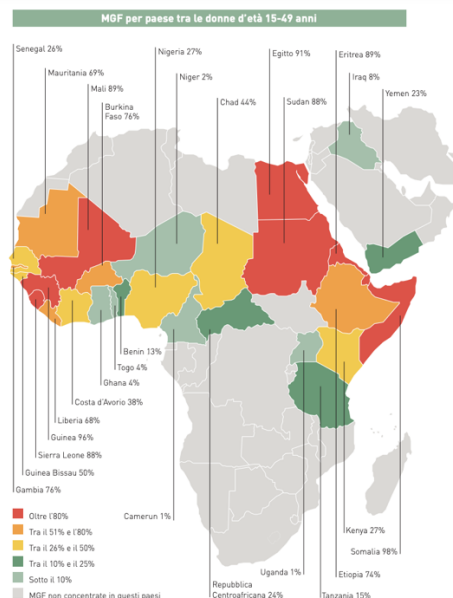 MGF per paese tra le donne d'età 15-49 anni
Senegal 26%
Mauritania 69%
Mali 89%
Burkina
Faso 76%
Nigeria 27%
Niger 2%
Chad 44%
Egitto 91%
Sudan 88%
Eritrea 89%
Iraq 8%
Yemen 23%
Benin 13%
Togo 4%
Ghana 4%
Costa d'Avorio 38%
Liberia 68%
Guinea 96%
Sierra Leone 88%
Guinea Bissau 50%
Gambia 76%
Camerun 1%
Repubblica
Centroafricana 24%
Uganda 1%
Tanzania 15%
Etiopia 74%
Somalia 98%
Kenya 27%
Oltre l'80%
Tra il 51% e l'80%
Tra il 26% e il 50%
Tra il 10% e il 25%
Sotto il 10%
MGF non concentrate in questi paesi